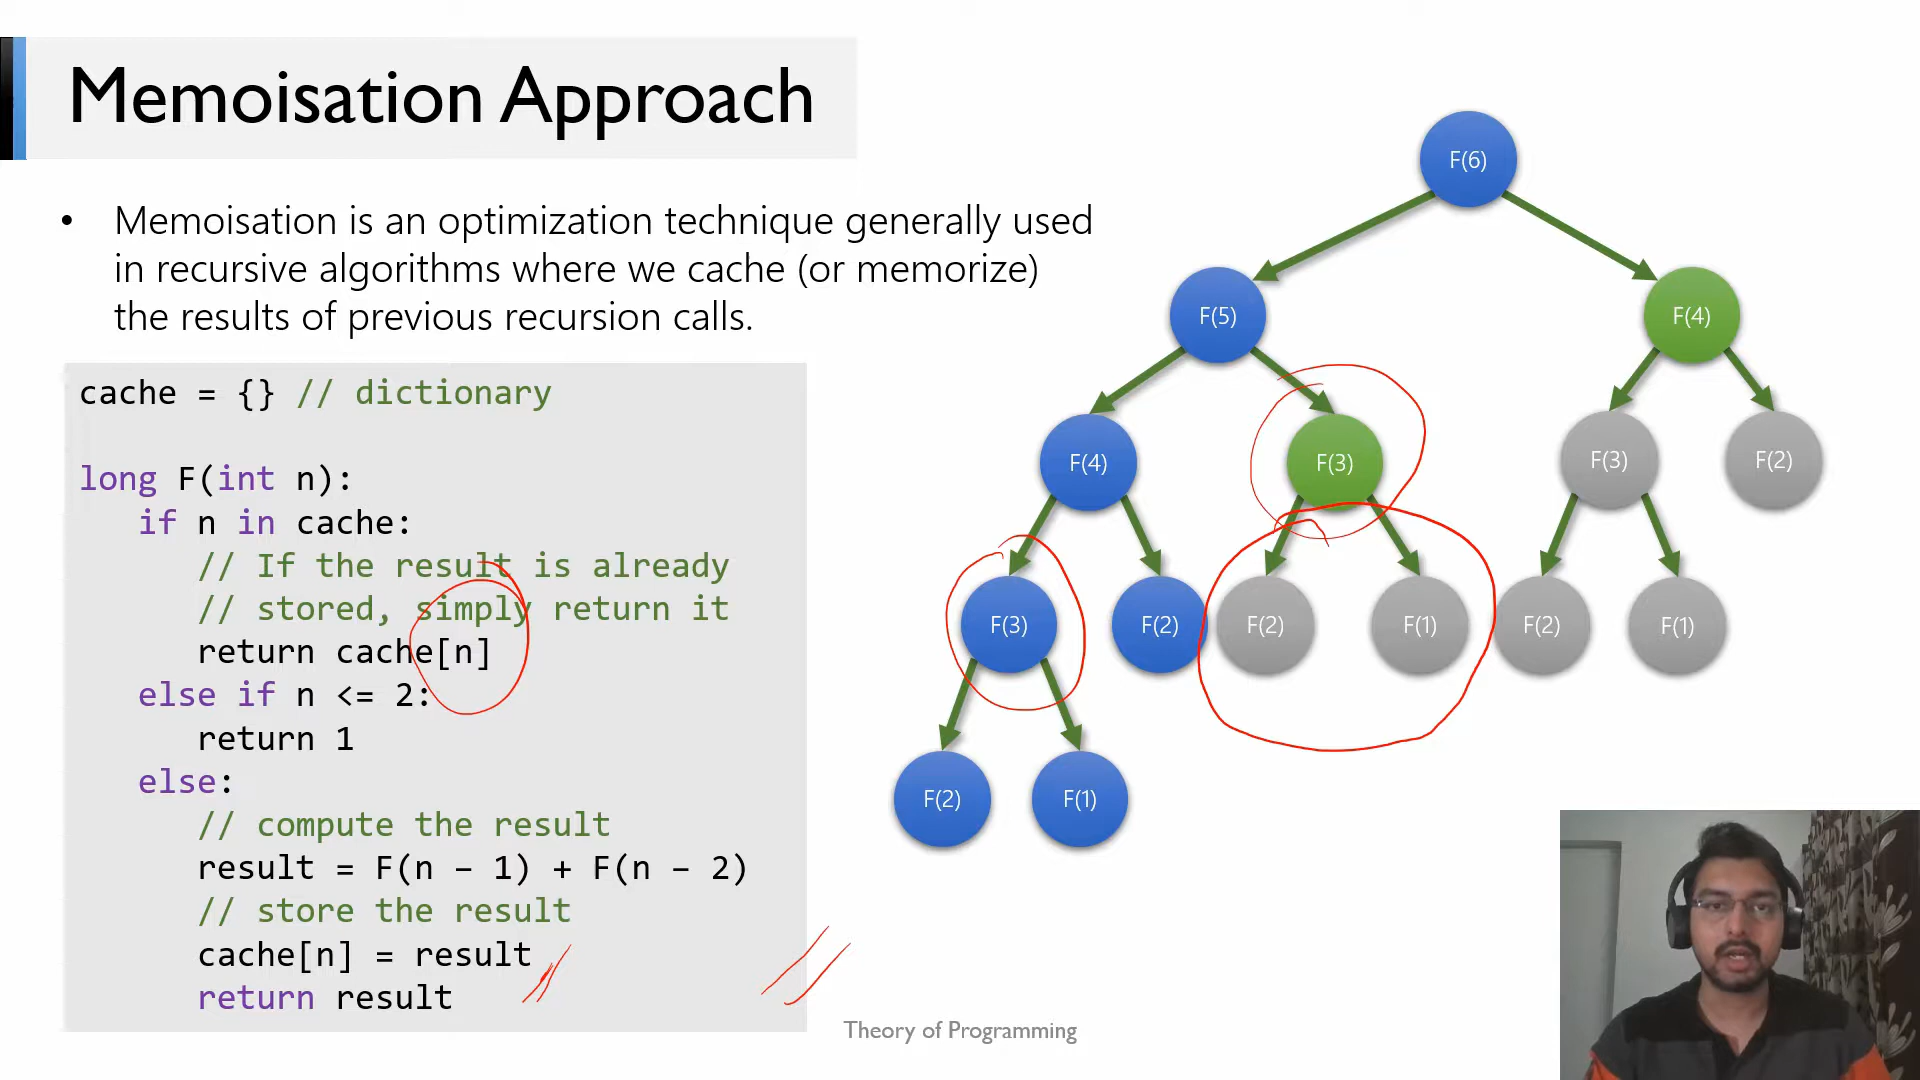 Memoisation Approach
• Memoisation is an optimization technique generally used
in recursive algorithms where we cache (or memorize)
the results of previous recursion calls.
cache = {} // dictionary
long F(int n):
if n in cache:
// If the result is already
// stored, simply return it
return cache[n]
else if n <= 2:
return 1
else:
// compute the result
result = F(n – 1) + F(n – 2)
// store the result
cache[n] = result
return result
F(6)
F(5) F(4)
F(4) F(3) F(3) F(2)
F(3) F(2) F(2) F(1) F(2) F(1)
F(2) F(1)
Theory of Programming